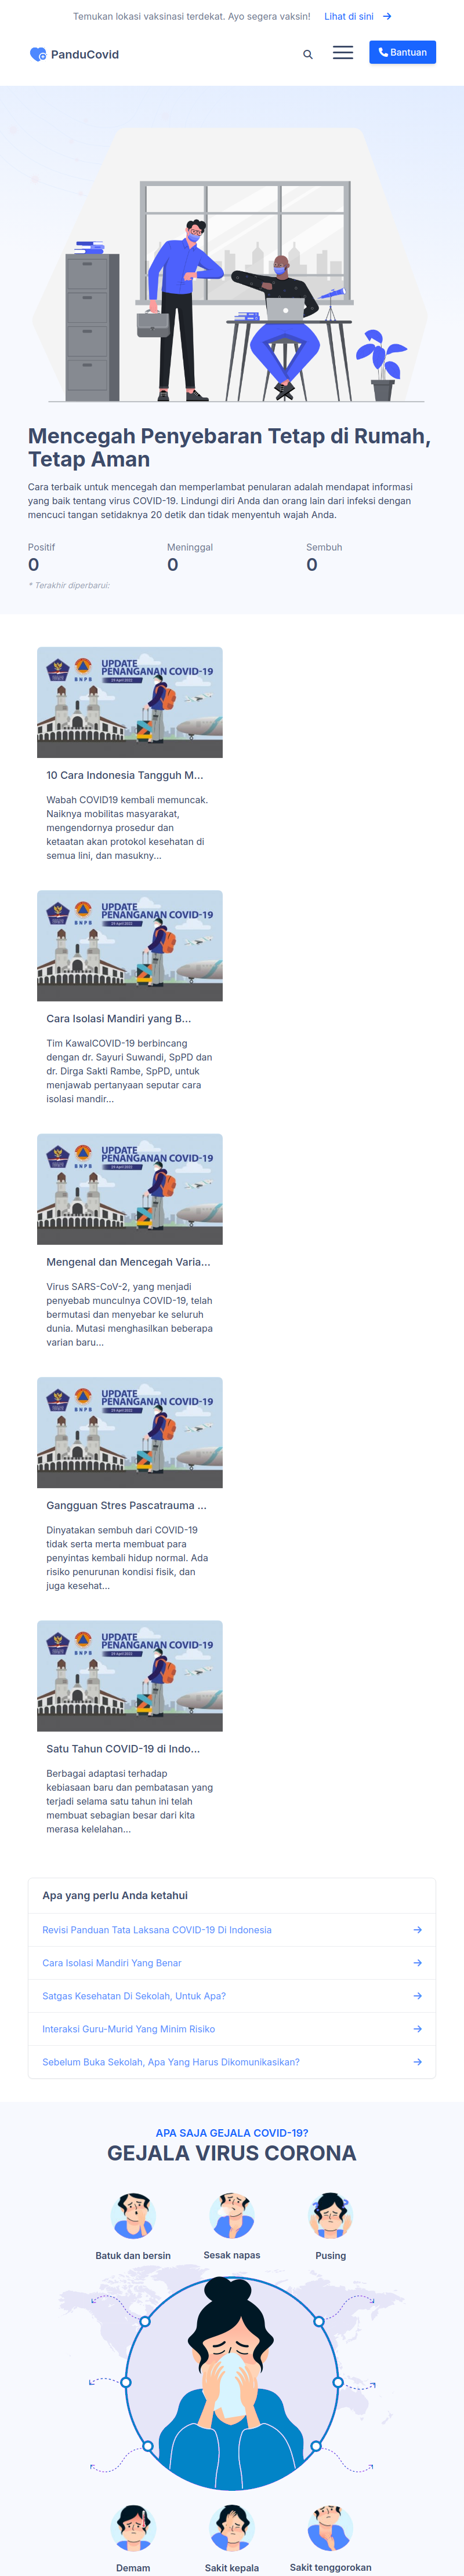 Temukan lokasi vaksinasi terdekat. Ayo segera vaksin! Lihat di sini
PanduCovid
Bantuan
Mencegah Penyebaran Tetap di Rumah,
Tetap Aman
Cara terbaik untuk mencegah dan memperlambat penularan adalah mendapat informasi
yang baik tentang virus COVID-19. Lindungi diri Anda dan orang lain dari infeksi dengan
mencuci tangan setidaknya 20 detik dan tidak menyentuh wajah Anda.
Positif Meninggal Sembuh
0 0 0
* Terakhir diperbarui:
BNPB
UPDATE
PENANGANAN COVID-19
10 Cara Indonesia Tangguh M...
Wabah COVID19 kembali memuncak.
Naiknya mobilitas masyarakat,
mengendornya prosedur dan
ketaatan akan protokol kesehatan di
semua lini, dan masukny...
BNPB
UPDATE
PENANGANAN COVID-19
Cara Isolasi Mandiri yang B...
Tim KawalCOVID-19 berbincang
dengan dr. Sayuri Suwandi, SpPD dan
dr. Dirga Sakti Rambe, SpPD, untuk
menjawab pertanyaan seputar cara
isolasi mandir...
BNPB
UPDATE
PENANGANAN COVID-19
Mengenal dan Mencegah Varia...
Virus SARS-CoV-2, yang menjadi
penyebab munculnya COVID-19, telah
bermutasi dan menyebar ke seluruh
dunia. Mutasi menghasilkan beberapa
varian baru...
BNPB
UPDATE
PENANGANAN COVID-19
Gangguan Stres Pascatrauma ...
Dinyatakan sembuh dari COVID-19
tidak serta merta membuat para
penyintas kembali hidup normal. Ada
risiko penurunan kondisi fisik, dan
juga kesehat...
BNPB
UPDATE
PENANGANAN COVID-19
Satu Tahun COVID-19 di Indo...
Berbagai adaptasi terhadap
kebiasaan baru dan pembatasan yang
terjadi selama satu tahun ini telah
membuat sebagian besar dari kita
merasa kelelahan...
Apa yang perlu Anda ketahui
Revisi Panduan Tata Laksana COVID-19 Di Indonesia
Cara Isolasi Mandiri Yang Benar
Satgas Kesehatan Di Sekolah, Untuk Apa?
Interaksi Guru-Murid Yang Minim Risiko
Sebelum Buka Sekolah, Apa Yang Harus Dikomunikasikan?
APA SAJA GEJALA COVID-19?
GEJALA VIRUS CORONA
Batuk dan bersin Sesak napas Pusing
Demam Sakit kepala Sakit tenggorokan